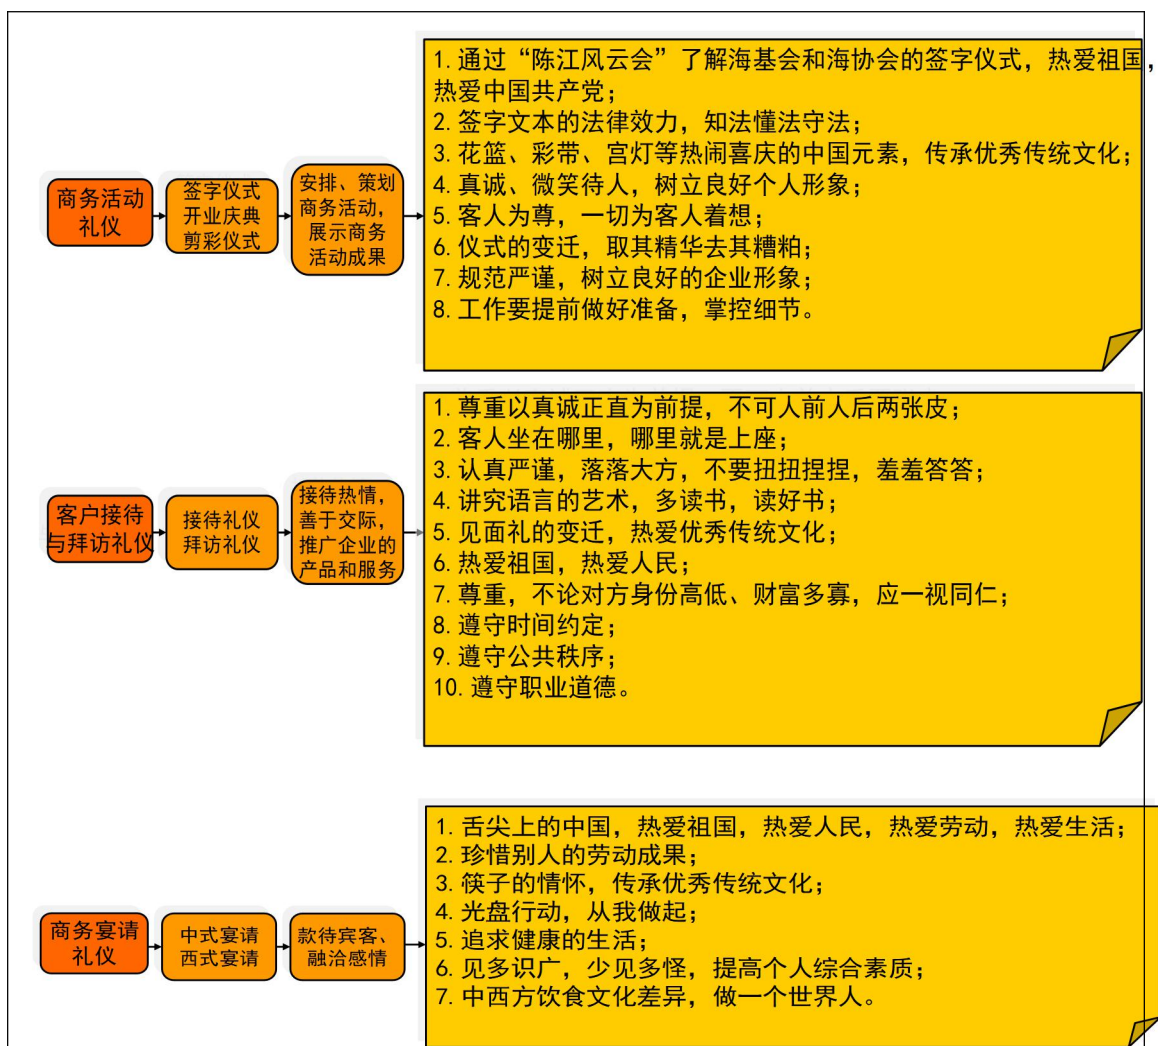 商务活动
礼仪
签字仪式
开业庆典
剪彩仪式
安排、策划
商务活动，
展示商务
活动成果
1.通过“陈江风云会”了解海基会和海协会的签字仪式，热爱祖国，
热爱中国共产党；
2.签字文本的法律效力，知法懂法守法；
3.花篮、彩带、宫灯等热闹喜庆的中国元素，传承优秀传统文化；
4.真诚、微笑待人，树立良好个人形象；
5.客人为尊，一切为客人着想；
6.仪式的变迁，取其精华去其糟粕；
7.规范严谨，树立良好的企业形象；
8.工作要提前做好准备，掌控细节。
客户接待
与拜访礼仪
接待礼仪
拜访礼仪
接待热情，
善于交际，
推广企业的
产品和服务
1.尊重以真诚正直为前提，不可人前人后两张皮；
2.客人坐在哪里，哪里就是上座；
3.认真严谨，落落大方，不要扭扭捏捏，羞羞答答；
4.讲究语言的艺术，多读书，读好书；
5.见面礼的变迁，热爱优秀传统文化；
6.热爱祖国，热爱人民；
7.尊重，不论对方身份高低、财富多寡，应一视同仁；
8.遵守时间约定；
9.遵守公共秩序；
10.遵守职业道德。
商务宴请
礼仪
中式宴请
西式宴请
款待宾客、
融洽感情
1.舌尖上的中国，热爱祖国，热爱人民，热爱劳动，热爱生活；
2.珍惜别人的劳动成果；
3.筷子的情怀，传承优秀传统文化；
4.光盘行动，从我做起；
5.追求健康的生活；
6.见多识广，少见多怪，提高个人综合素质；
7.中西方饮食文化差异，做一个世界人。